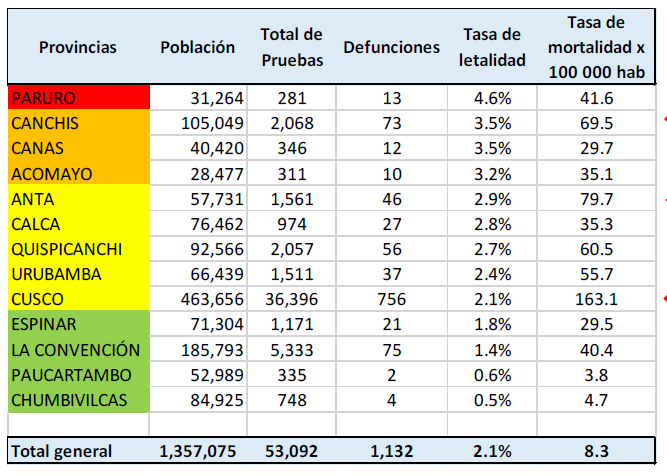 Provincias Población Total de Pruebas Defunciones Tasa de letalidad Tasa de mortalidad x 100 000 hab
PARURO 31,264 281 13 4.6% 41.6
CANCHIS 105,049 2,068 73 3.5% 69.5
CANAS 40,420 346 12 3.5% 29.7
ACOMAYO 28,477 311 10 3.2% 35.1
ANTA 57,731 1,561 46 2.9% 79.7
CALCA 76,462 974 27 2.8% 35.3
QUISPICANCHI 92,566 2,057 56 2.7% 60.5
URUBAMBA 66,439 1,511 37 2.4% 55.7
CUSCO 463,656 36,396 756 2.1% 163.1
ESPINAR 71,304 1,171 21 1.8% 29.5
LA CONVENCIÓN 185,793 5,333 75 1.4% 40.4
PAUCARTAMBO 52,989 335 2 0.6% 3.8
CHUMBIVILCAS 84,925 748 4 0.5% 4.7
Total general 1,357,075 53,092 1,132 2.1% 8.3